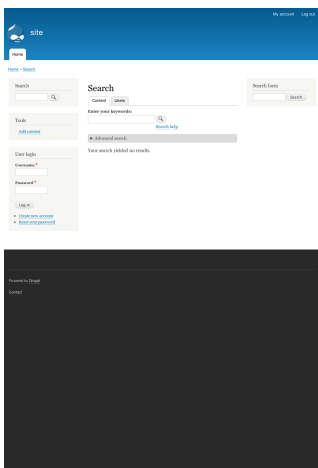 My account Log out
site
Home
Home » Search
Search
Tools
Add content
User login
Username *
Password *
Log in
Create new account
Reset your password
Search
Content Users
Enter your keywords:
Search help
► Advanced search
Your search yielded no results.
Search form
Search
Powered by Drupal
Contact